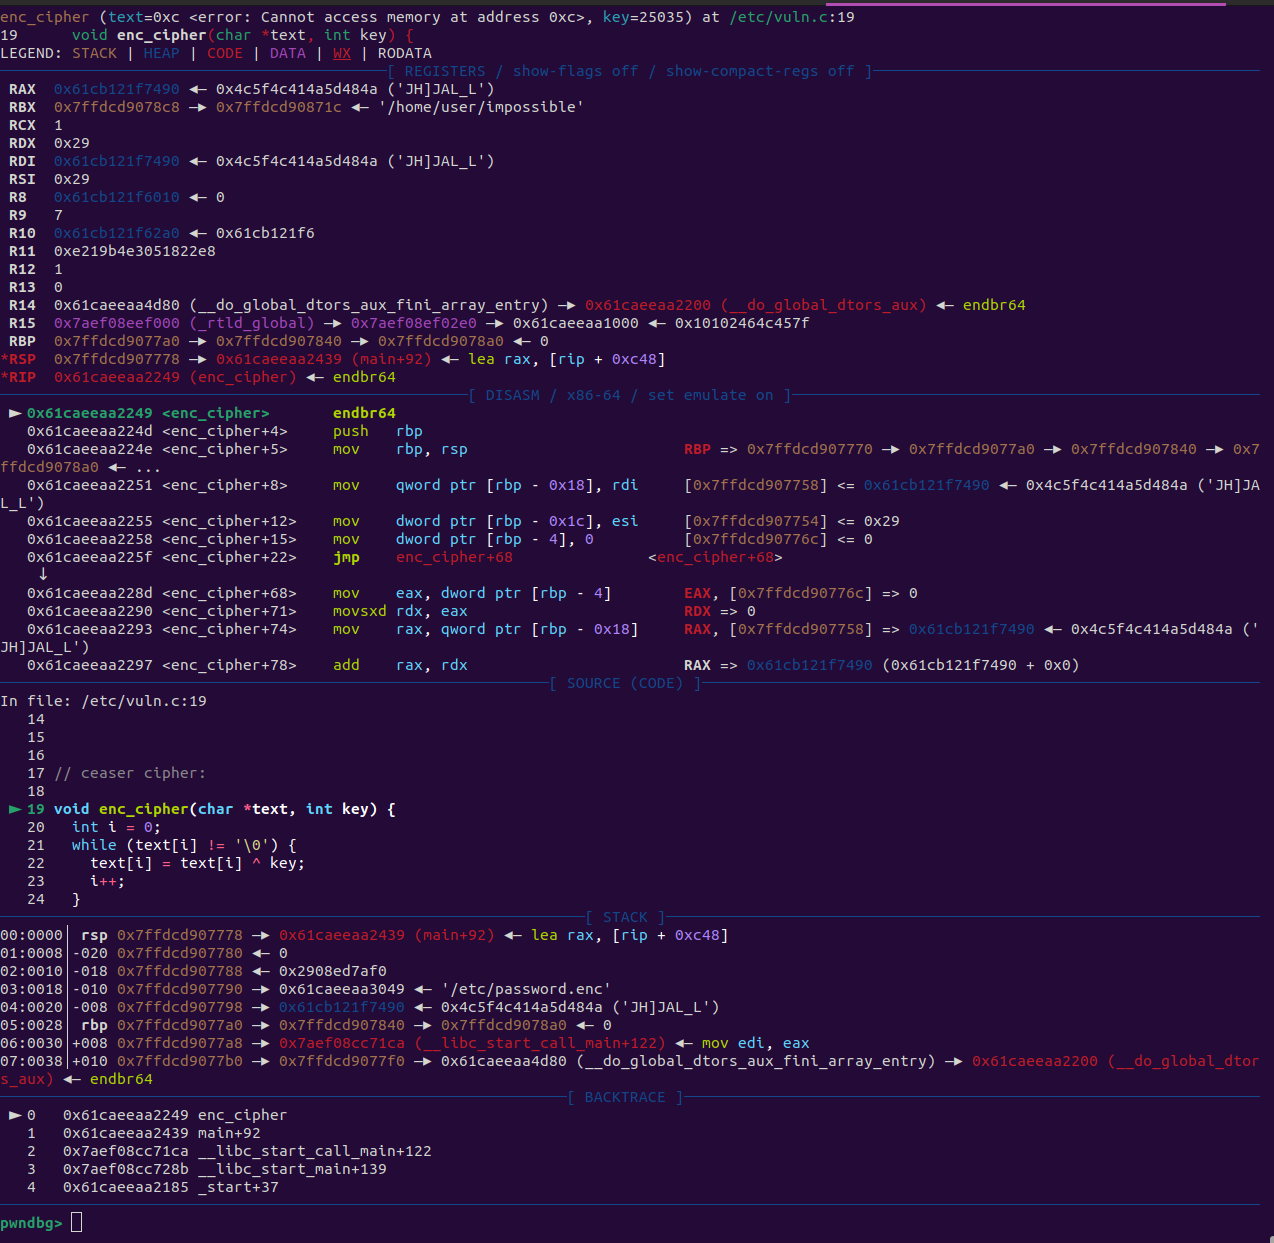 enc_cipher (text=0xc <error: Cannot access memory at address 0xc>, key=25035) at /etc/vuln.c:19
19      void enc_cipher(char *text, int key) {
LEGEND: STACK | HEAP | CODE | DATA | WX | RODATA
[ REGISTERS / show-flags off / show-compact-regs off ]
RAX  0x61cb121f7490 ◂— 0x4c5f4c414a5d484a ('JH]JAL_L')
RBX  0x7ffdcd9078c8 —▸ 0x7ffdcd90871c ◂— '/home/user/impossible'
RCX  1
RDX  0x29
RDI  0x61cb121f7490 ◂— 0x4c5f4c414a5d484a ('JH]JAL_L')
RSI  0x29
R8   0x61cb121f6010 ◂— 0
R9   7
R10  0x61cb121f62a0 ◂— 0x61cb121f6
R11  0xe219b4e3051822e8
R12  1
R13  0
R14  0x61caeeaa4d80 (__do_global_dtors_aux_fini_array_entry) —▸ 0x61caeeaa2200 (__do_global_dtors_aux) ◂— endbr64
R15  0x7aef08eef000 (_rtld_global) —▸ 0x7aef08ef02e0 —▸ 0x61caeeaa1000 ◂— 0x10102464c457f
RBP  0x7ffdcd9077a0 —▸ 0x7ffdcd907840 —▸ 0x7ffdcd9078a0 ◂— 0
*RSP  0x7ffdcd907778 —▸ 0x61caeeaa2439 (main+92) ◂— lea rax, [rip + 0xc48]
*RIP  0x61caeeaa2249 (enc_cipher) ◂— endbr64
[ DISASM / x86-64 / set emulate on ]
► 0x61caeeaa2249 <enc_cipher>       endbr64
0x61caeeaa224d <enc_cipher+4>     push   rbp
0x61caeeaa224e <enc_cipher+5>     mov    rbp, rsp                        RBP => 0x7ffdcd907770 —▸ 0x7ffdcd9077a0 —▸ 0x7ffdcd907840 —▸ 0x7
ffdcd9078a0 ◂— ...
0x61caeeaa2251 <enc_cipher+8>     mov    qword ptr [rbp - 0x18], rdi     [0x7ffdcd907758] <= 0x61cb121f7490 ◂— 0x4c5f4c414a5d484a ('JH]JA
L_L')
0x61caeeaa2255 <enc_cipher+12>    mov    dword ptr [rbp - 0x1c], esi     [0x7ffdcd907754] <= 0x29
0x61caeeaa2258 <enc_cipher+15>    mov    dword ptr [rbp - 4], 0          [0x7ffdcd90776c] <= 0
0x61caeeaa225f <enc_cipher+22>    jmp    enc_cipher+68               <enc_cipher+68>
↓
0x61caeeaa228d <enc_cipher+68>    mov    eax, dword ptr [rbp - 4]        EAX, [0x7ffdcd90776c] => 0
0x61caeeaa2290 <enc_cipher+71>    movsxd rdx, eax                        RDX => 0
0x61caeeaa2293 <enc_cipher+74>    mov    rax, qword ptr [rbp - 0x18]     RAX, [0x7ffdcd907758] => 0x61cb121f7490 ◂— 0x4c5f4c414a5d484a ('
JH]JAL_L')
0x61caeeaa2297 <enc_cipher+78>    add    rax, rdx                        RAX => 0x61cb121f7490 (0x61cb121f7490 + 0x0)
[ SOURCE (CODE) ]
In file: /etc/vuln.c:19
14
15
16
17 // ceaser cipher:
18
► 19 void enc_cipher(char *text, int key) {
20   int i = 0;
21   while (text[i] != '\0') {
22     text[i] = text[i] ^ key;
23     i++;
24   }
[ STACK ]
00:0000│ rsp 0x7ffdcd907778 —▸ 0x61caeeaa2439 (main+92) ◂— lea rax, [rip + 0xc48]
01:0008│-020 0x7ffdcd907780 ◂— 0
02:0010│-018 0x7ffdcd907788 ◂— 0x2908ed7af0
03:0018│-010 0x7ffdcd907790 —▸ 0x61caeeaa3049 ◂— '/etc/password.enc'
04:0020│-008 0x7ffdcd907798 —▸ 0x61cb121f7490 ◂— 0x4c5f4c414a5d484a ('JH]JAL_L')
05:0028│ rbp 0x7ffdcd9077a0 —▸ 0x7ffdcd907840 —▸ 0x7ffdcd9078a0 ◂— 0
06:0030│+008 0x7ffdcd9077a8 —▸ 0x7aef08cc71ca (__libc_start_call_main+122) ◂— mov edi, eax
07:0038│+010 0x7ffdcd9077b0 —▸ 0x7ffdcd9077f0 —▸ 0x61caeeaa4d80 (__do_global_dtors_aux_fini_array_entry) —▸ 0x61caeeaa2200 (__do_global_dtor
s_aux) ◂— endbr64
[ BACKTRACE ]
► 0   0x61caeeaa2249 enc_cipher
1   0x61caeeaa2439 main+92
2   0x7aef08cc71ca __libc_start_call_main+122
3   0x7aef08cc728b __libc_start_main+139
4   0x61caeeaa2185 _start+37
pwndbg>